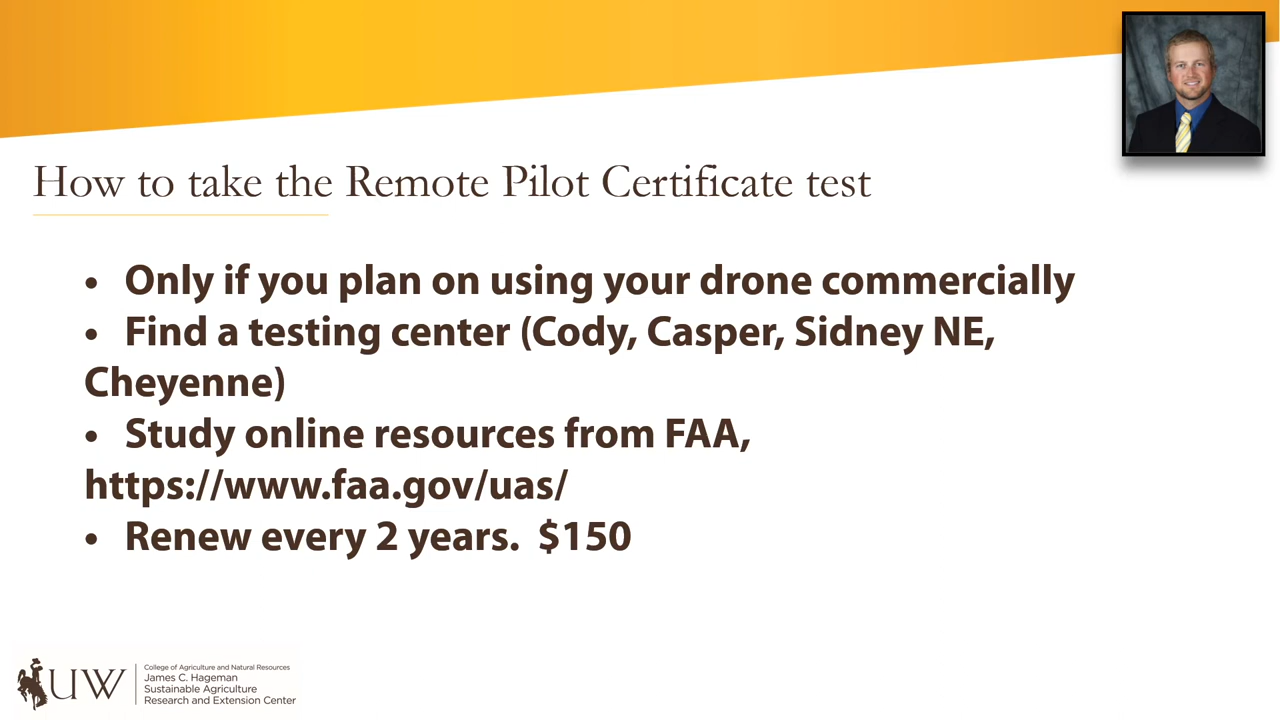 How to take the Remote Pilot Certificate test
• Only if you plan on using your drone commercially
• Find a testing center (Cody, Casper, Sidney NE,
Cheyenne)
• Study online resources from FAA,
https://www.faa.gov/uas/
• Renew every 2 years.  $150
UW
College of Agriculture and Natural Resources
James C. Hageman
Sustainable Agriculture
Research and Extension Center